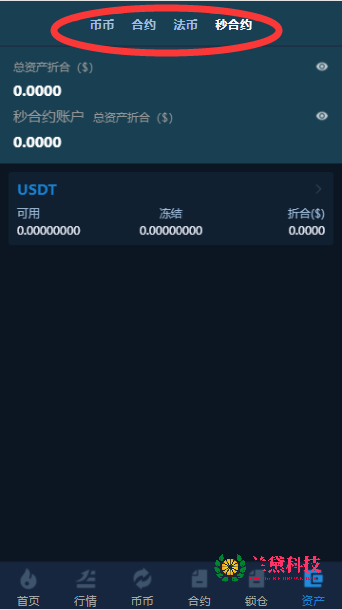 币币 合约 法币 秒合约
总资产折合（$）
0.0000
秒合约账户 总资产折合（$）
0.0000
USDT
可用 冻结 折合($)
0.00000000 0.00000000 0.0000
兰黛科技
首页 行情 币币 合约 锁仓 资产